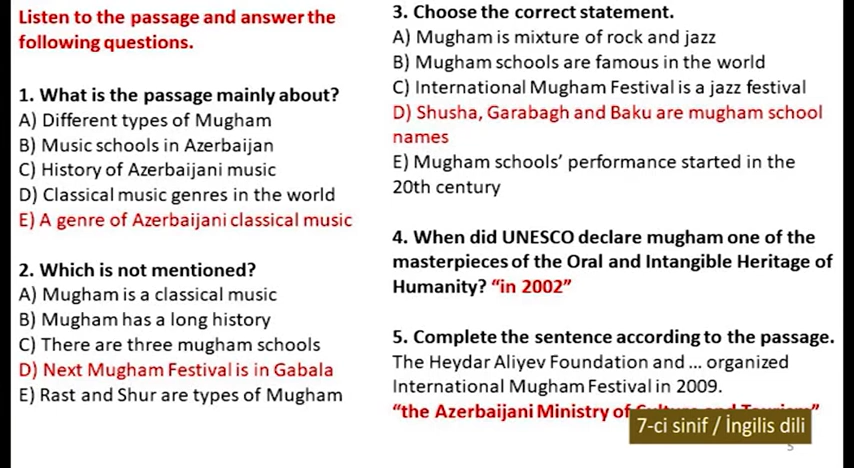 Listen to the passage and answer the
following questions.
1. What is the passage mainly about?
A) Different types of Mugham
B) Music schools in Azerbaijan
C) History of Azerbaijani music
D) Classical music genres in the world
E) A genre of Azerbaijani classical music
2. Which is not mentioned?
A) Mugham is a classical music
B) Mugham has a long history
C) There are three mugham schools
D) Next Mugham Festival is in Gabala
E) Rast and Shur are types of Mugham
3. Choose the correct statement.
A) Mugham is mixture of rock and jazz
B) Mugham schools are famous in the world
C) International Mugham Festival is a jazz festival
D) Shusha, Garabagh and Baku are mugham school
names
E) Mugham schools’ performance started in the
20th century
4. When did UNESCO declare mugham one of the
masterpieces of the Oral and Intangible Heritage of
Humanity? “in 2002”
5. Complete the sentence according to the passage.
The Heydar Aliyev Foundation and ... organized
International Mugham Festival in 2009.
“the Azerbaijani Ministry of
7-ci sinif / İngilis dili
5